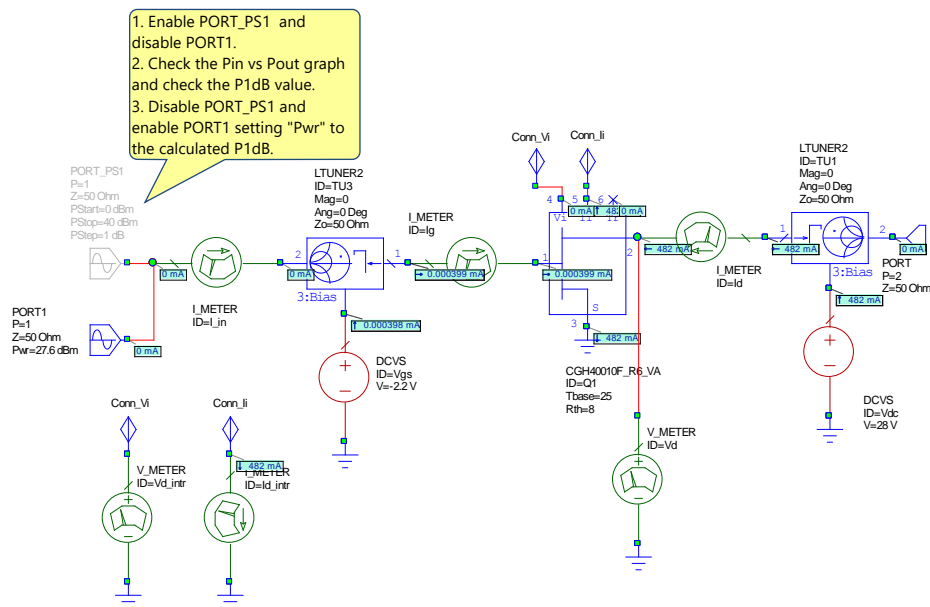 1. Enable PORT_PS1 and
disable PORT1.
2. Check the Pin vs Pout graph
and check the P1dB value.
3. Disable PORT_PS1 and
enable PORT1 setting "Pwr" to
the calculated P1dB.
PORT_PS1
P=1
Z=50 Ohm
PStart=0 dBm
PStop=40 dBm
PStep=1 dB
0 mA
PORT1
P=1
Z=50 Ohm
Pwr=27.6 dBm
0 mA
I_METER
ID=I_in
LTUNER2
ID=TU3
Mag=0
Ang=0 Deg
Zo=50 Ohm
2
1
0 mA
3:Bias
0.000398 mA
DCVS
ID=Vgs
V=-2.2 V
I_METER
ID=Ig
0.000399 mA
1
0.000399 mA
Conn_Vi
Conn_Ii
4
5
6
0 mA
482
0 mA
Vi
2
S
3
482 mA
CGH40010F_R6_VA
ID=Q1
Tbase=25
Rth=8
482 mA
I_METER
ID=Id
482 mA
LTUNER2
ID=TU1
Mag=0
Ang=0 Deg
Zo=50 Ohm
1
2
0 mA
3:Bias
PORT
P=2
Z=50 Ohm
482 mA
DCVS
ID=Vdc
V=28 V
V_METER
ID=Vd
Conn_Vi
V_METER
ID=Vd_intr
Conn_Ii
482 mA
I_METER
ID=Id_intr